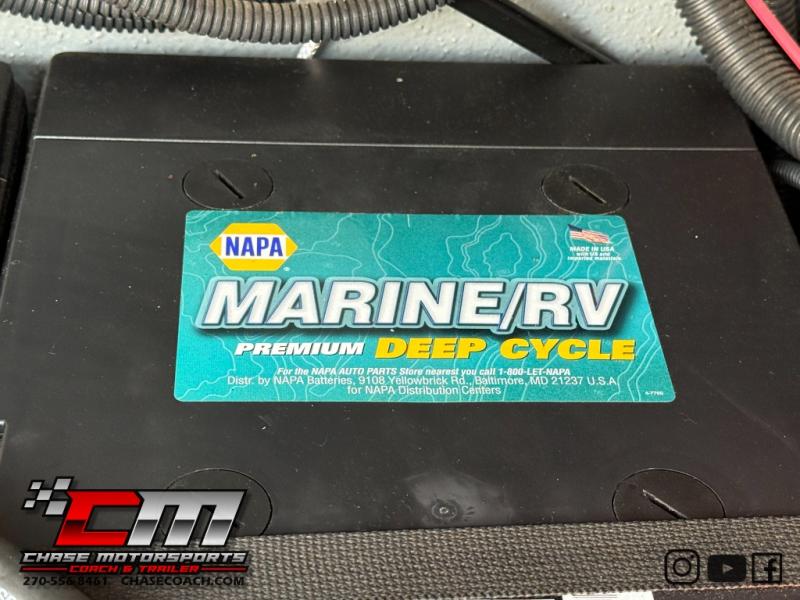 NAPA
MADE IN USA
with US and
imported materials
MARINE/RV
PREMIUM DEEP CYCLE
For the NAPA AUTO PARTS Store nearest you call 1-800-LET-NAPA
Distr. by NAPA Batteries, 9108 Yellowbrick Rd., Baltimore, MD 21237 U.S.A
for NAPA Distribution Centers
CM
CHASE MOTORSPORTS
COACH & TRAILER
270-556-8461 CHASECOACH.COM